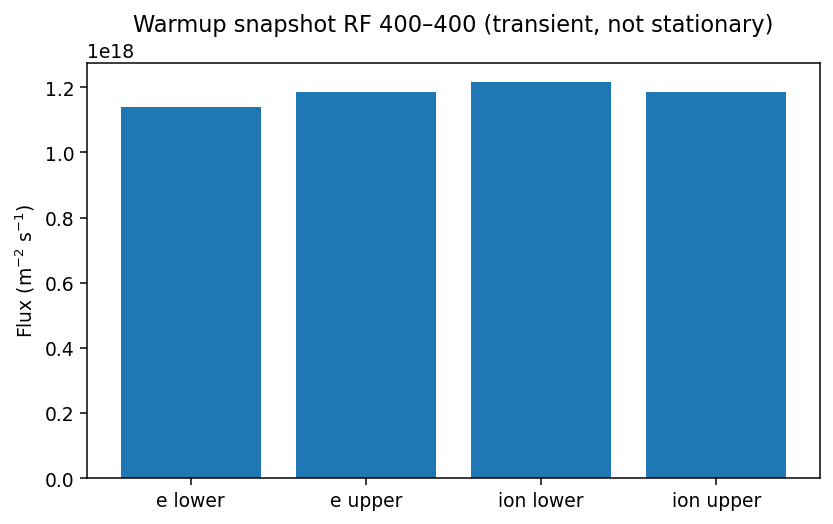 Warmup snapshot RF 400–400 (transient, not stationary)
1e18
Flux (m⁻² s⁻¹)
1.2
1.0
0.8
0.6
0.4
0.2
0.0
e lower
e upper
ion lower
ion upper